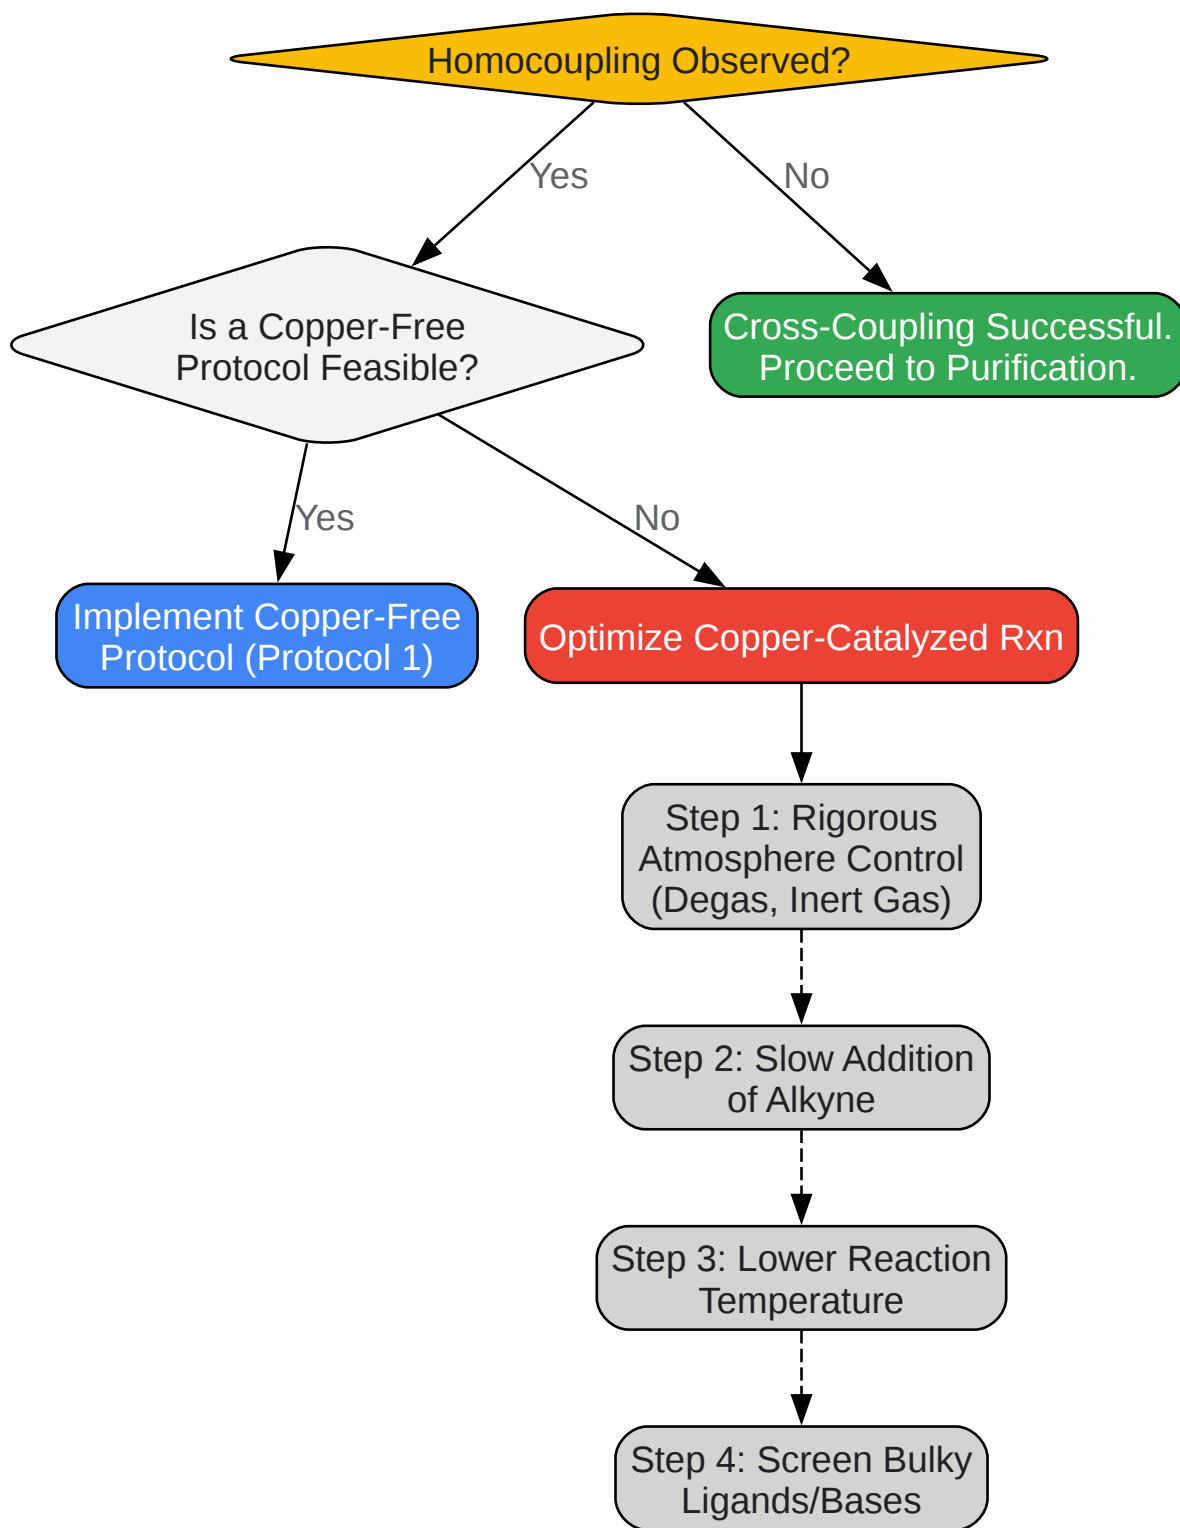 Homocoupling Observed?
Yes
No
Is a Copper-Free
Protocol Feasible?
Cross-Coupling Successful.
Proceed to Purification.
Yes
No
Implement Copper-Free
Protocol (Protocol 1)
Optimize Copper-Catalyzed Rxn
Step 1: Rigorous
Atmosphere Control
(Degas, Inert Gas)
Step 2: Slow Addition
of Alkyne
Step 3: Lower Reaction
Temperature
Step 4: Screen Bulky
Ligands/Bases